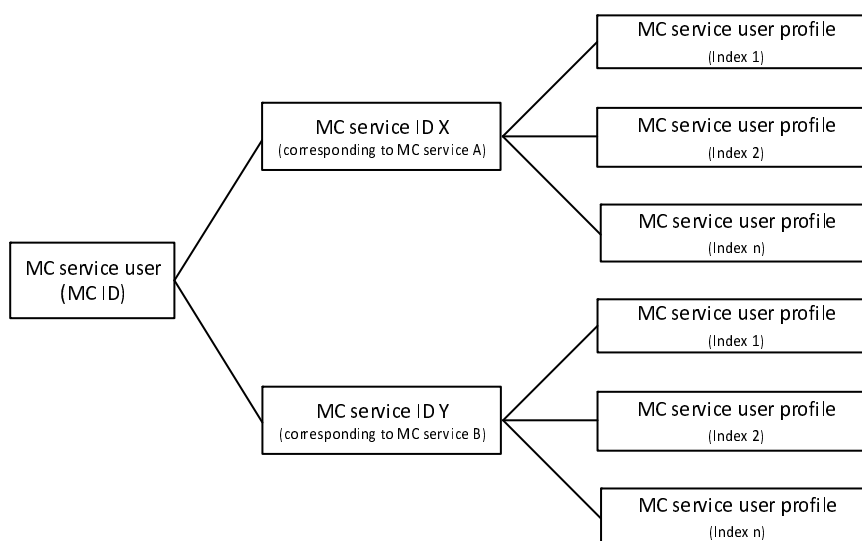 MC service user profile
(Index 1)
MC service ID X
(corresponding to MC service A)
MC service user profile
(Index 2)
MC service user profile
(Index n)
MC service user
(MC ID)
MC service user profile
(Index 1)
MC service ID Y
(corresponding to MC service B)
MC service user profile
(Index 2)
MC service user profile
(Index n)